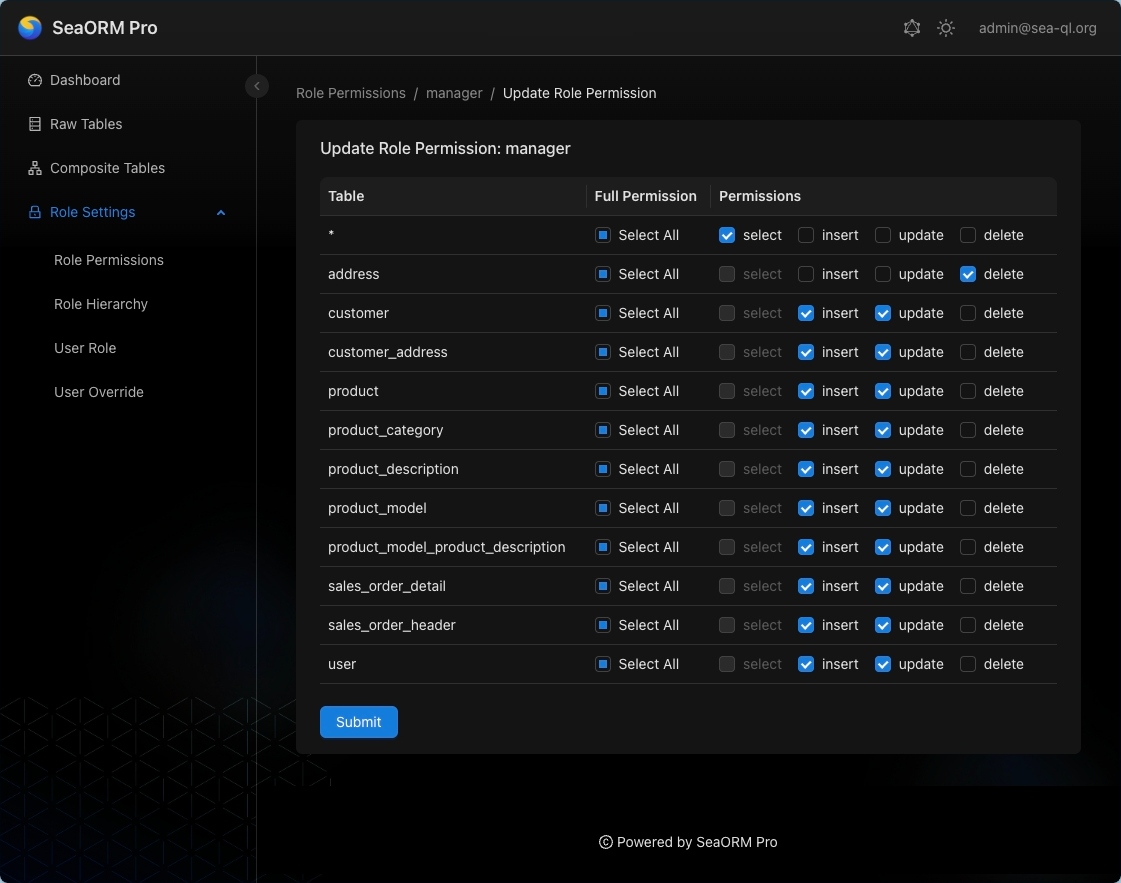 SeaORM Pro
admin@sea-ql.org
Dashboard
Raw Tables
Composite Tables
Role Settings
Role Permissions
Role Hierarchy
User Role
User Override
Role Permissions / manager / Update Role Permission
Update Role Permission: manager
Table Full Permission Permissions
* Select All select insert update delete
address Select All select insert update delete
customer Select All select insert update delete
customer_address Select All select insert update delete
product Select All select insert update delete
product_category Select All select insert update delete
product_description Select All select insert update delete
product_model Select All select insert update delete
product_model_product_description Select All select insert update delete
sales_order_detail Select All select insert update delete
sales_order_header Select All select insert update delete
user Select All select insert update delete
Submit
© Powered by SeaORM Pro